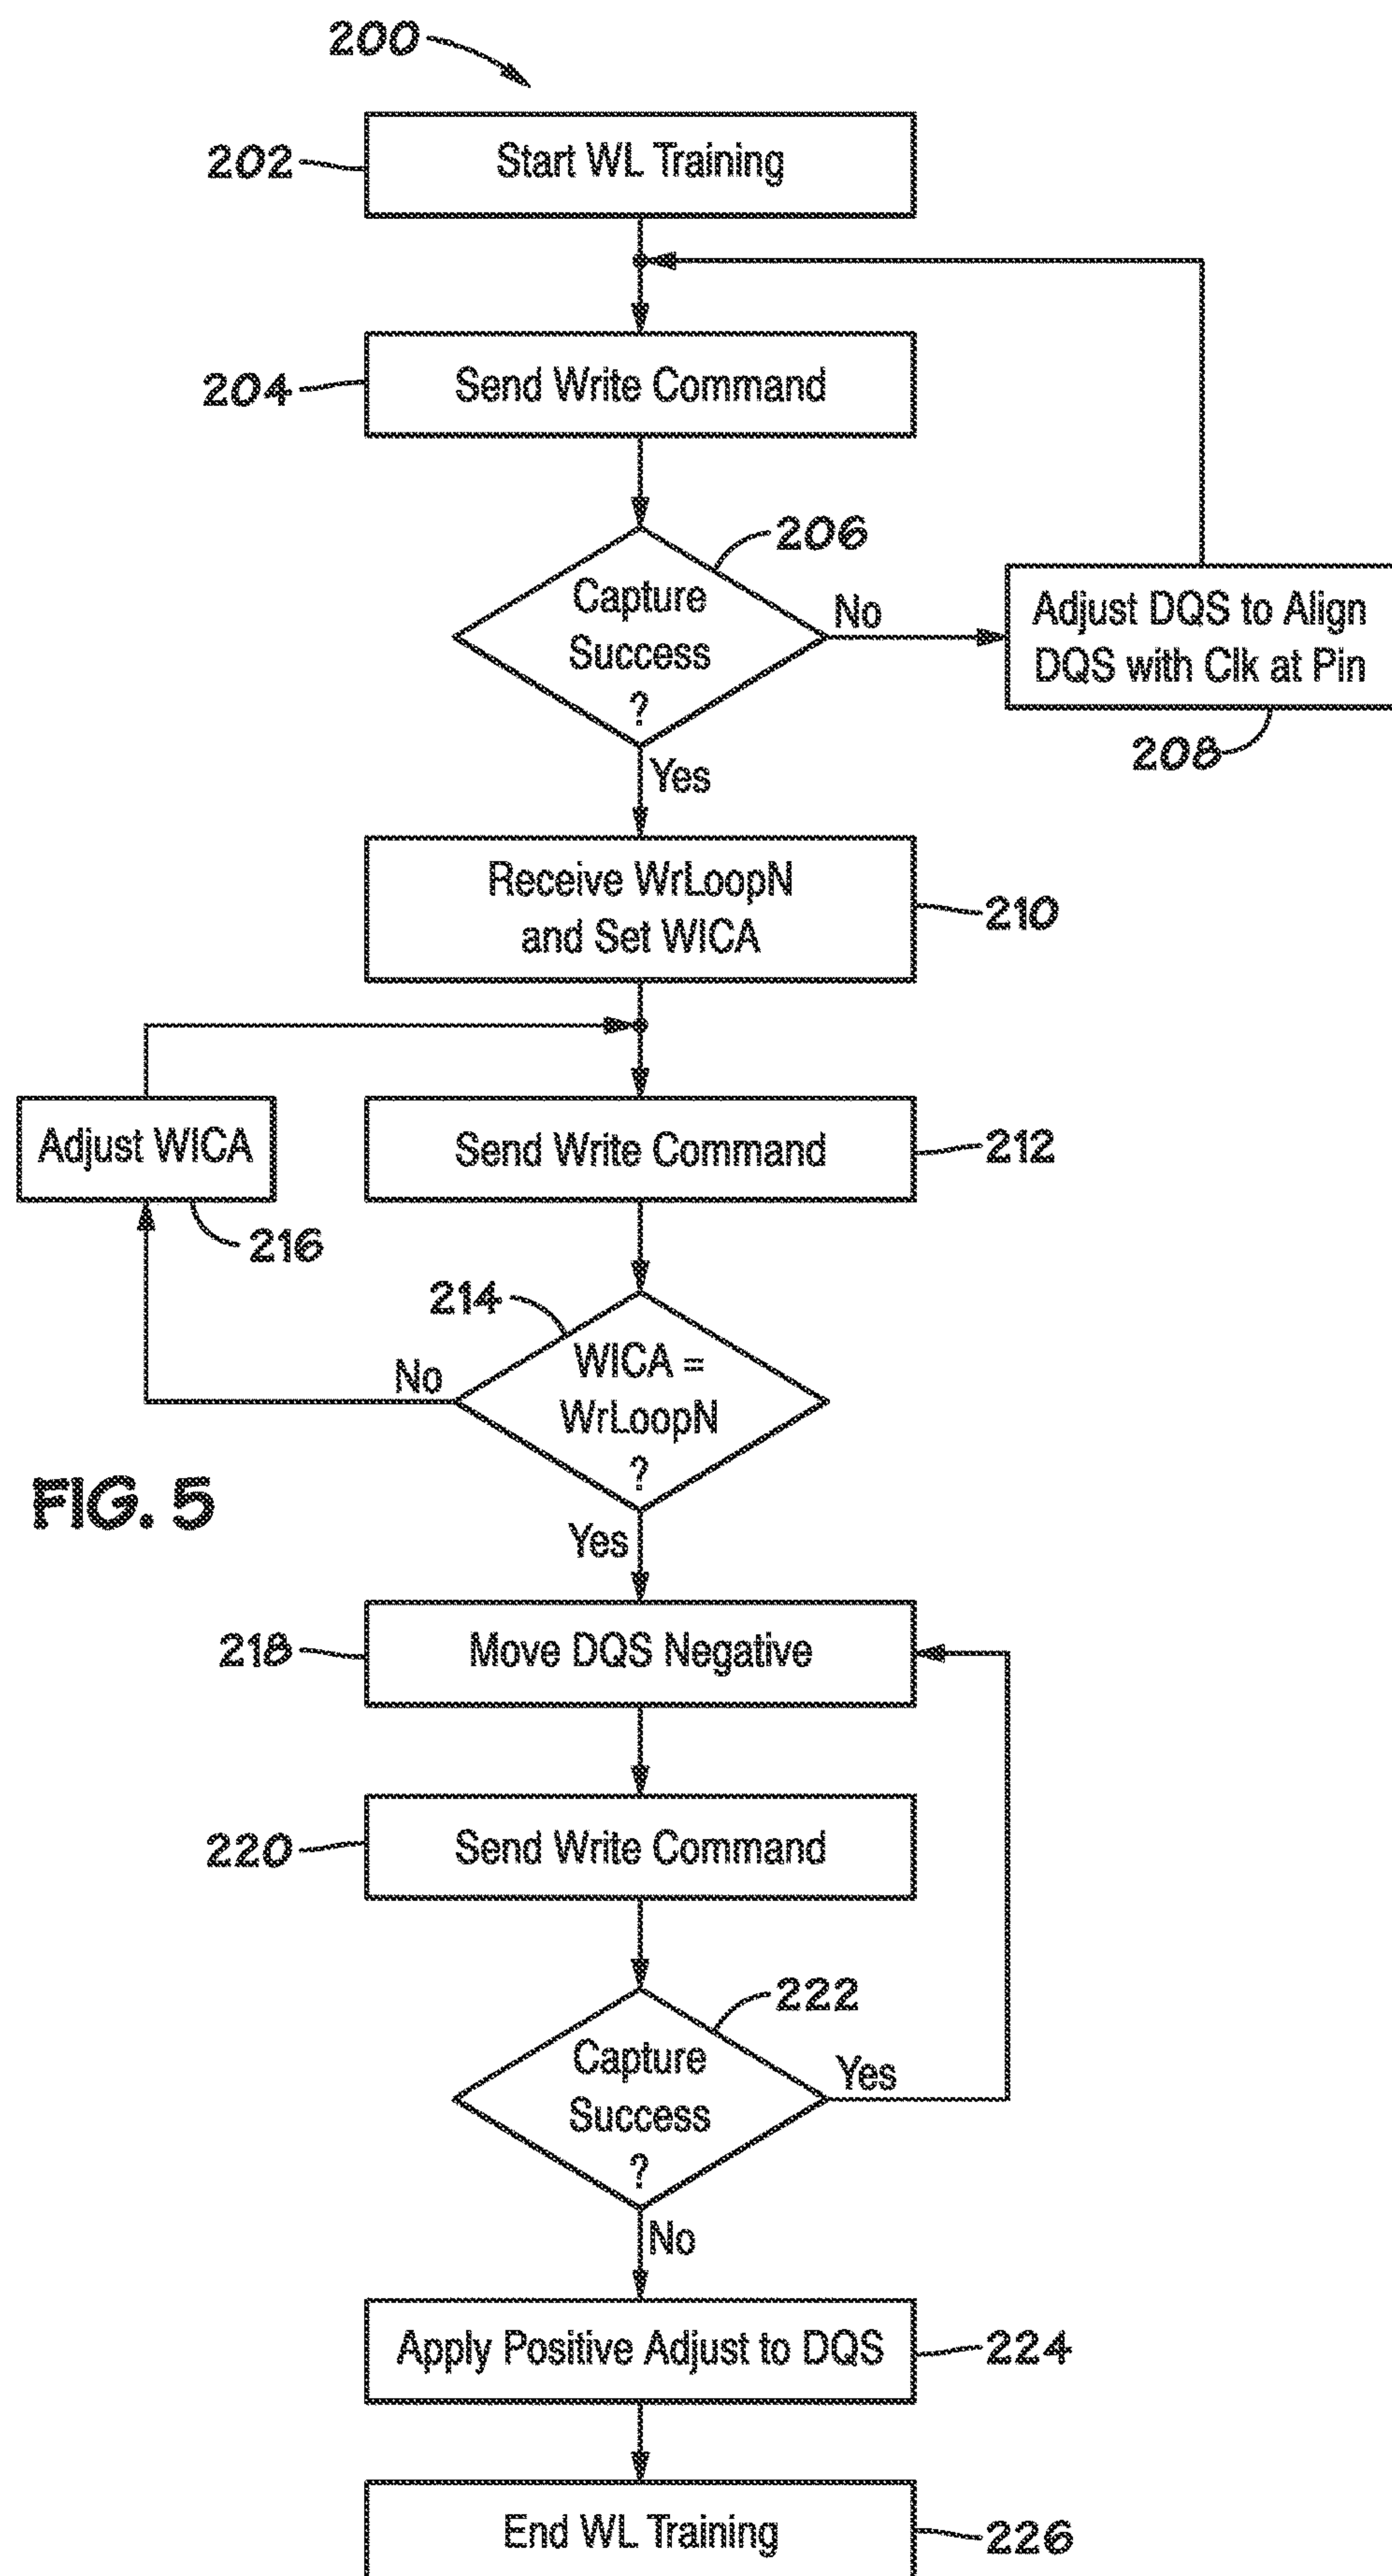 200
202
Start WL Training
204
Send Write Command
206
Capture
Success
?
No
Adjust DQS to Align
DQS with Clk at Pin
208
Yes
Receive WrLoopN
and Set WICA
210
Adjust WICA
216
Send Write Command
212
214
WICA =
WrLoopN
?
No
FIG. 5
Yes
218
Move DQS Negative
220
Send Write Command
222
Capture
Success
?
Yes
No
Apply Positive Adjust to DQS
224
End WL Training
226